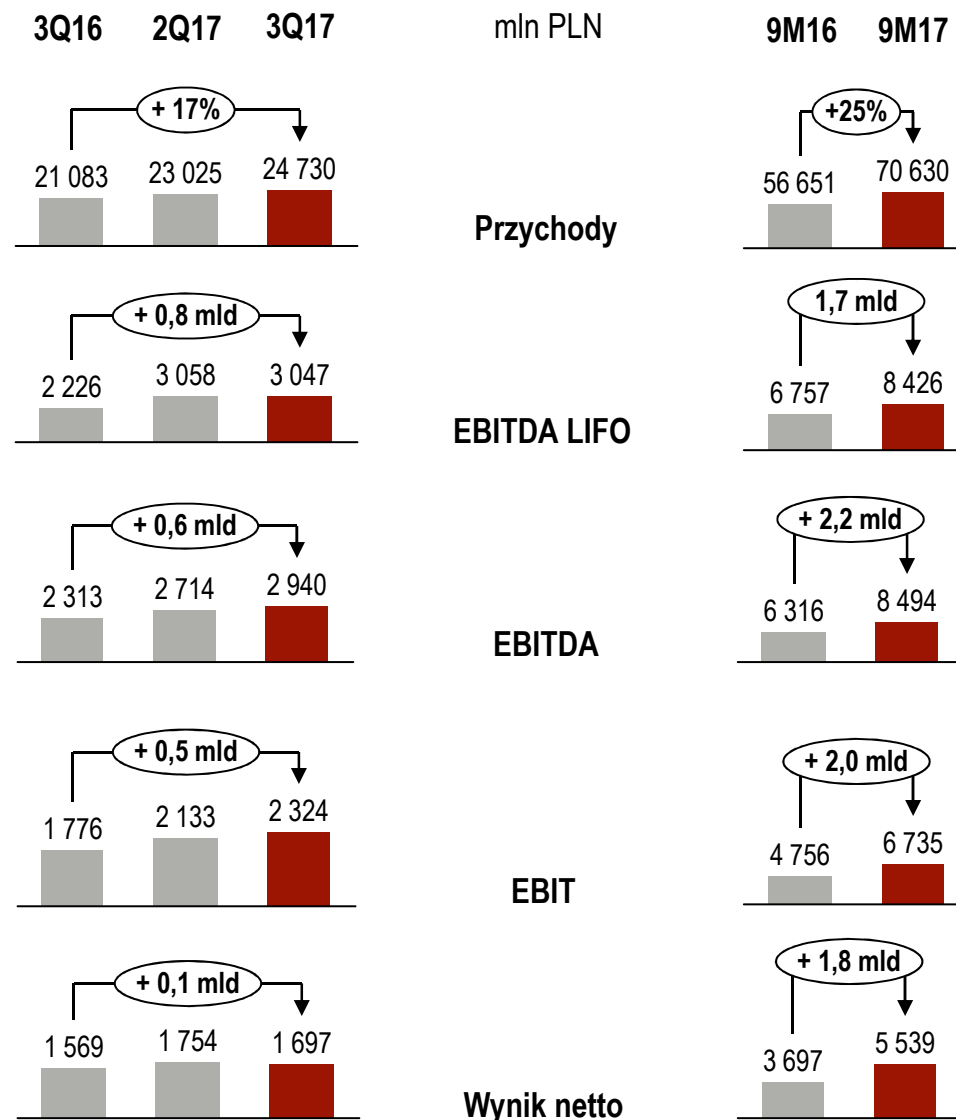 3Q16 2Q17 3Q17 mln PLN 9M16 9M17
+ 17% +25%
21 083 23 025 24 730 56 651 70 630
Przychody
+ 0,8 mld 1,7 mld
2 226 3 058 3 047 6 757 8 426
EBITDA LIFO
+ 0,6 mld + 2,2 mld
2 313 2 714 2 940 6 316 8 494
EBITDA
+ 0,5 mld + 2,0 mld
1 776 2 133 2 324 4 756 6 735
EBIT
+ 0,1 mld + 1,8 mld
1 569 1 754 1 697 3 697 5 539
Wynik netto